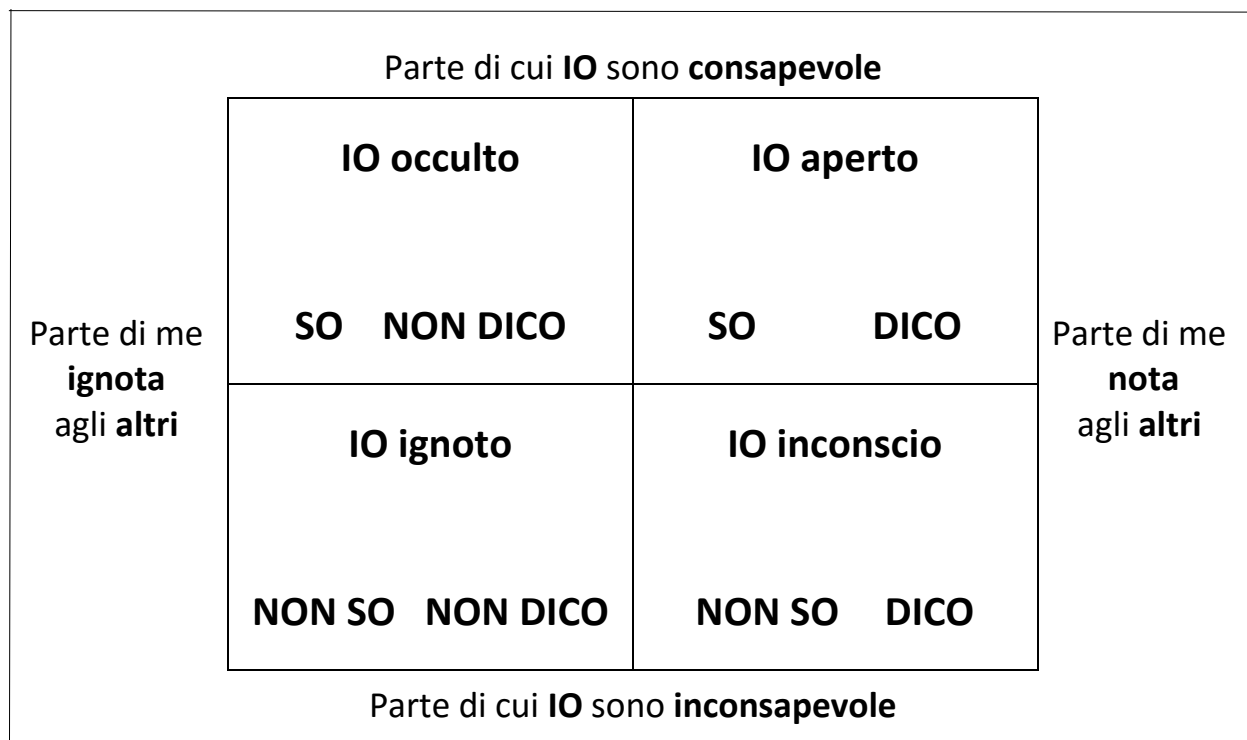 Parte di cui IO sono consapevole
IO occulto
IO aperto
SO NON DICO
SO DICO
Parte di me
ignota
agli altri
Parte di me
nota
agli altri
IO ignoto
IO inconscio
NON SO NON DICO
NON SO DICO
Parte di cui IO sono inconsapevole